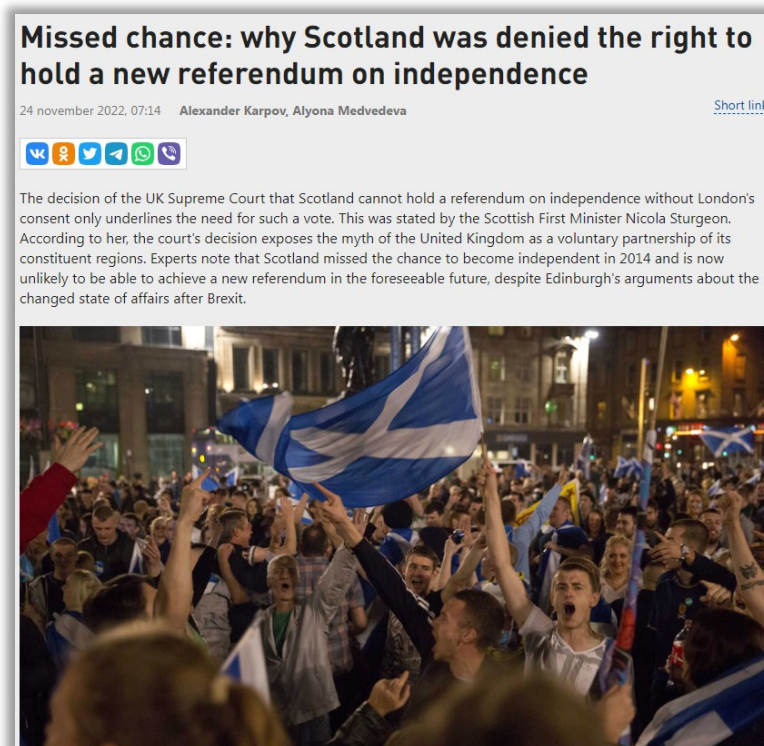 Missed chance: why Scotland was denied the right to
hold a new referendum on independence
24 november 2022, 07:14 Alexander Karpov, Alyona Medvedeva
Short link
The decision of the UK Supreme Court that Scotland cannot hold a referendum on independence without London's
consent only underlines the need for such a vote. This was stated by the Scottish First Minister Nicola Sturgeon.
According to her, the court's decision exposes the myth of the United Kingdom as a voluntary partnership of its
constituent regions. Experts note that Scotland missed the chance to become independent in 2014 and is now
unlikely to be able to achieve a new referendum in the foreseeable future, despite Edinburgh's arguments about the
changed state of affairs after Brexit.